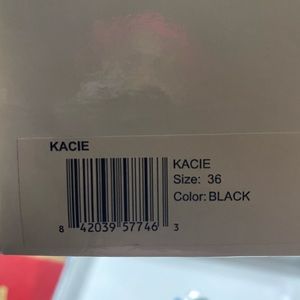 KACIE
KACIE
Size: 36
Color: BLACK
8 42039 57746 3